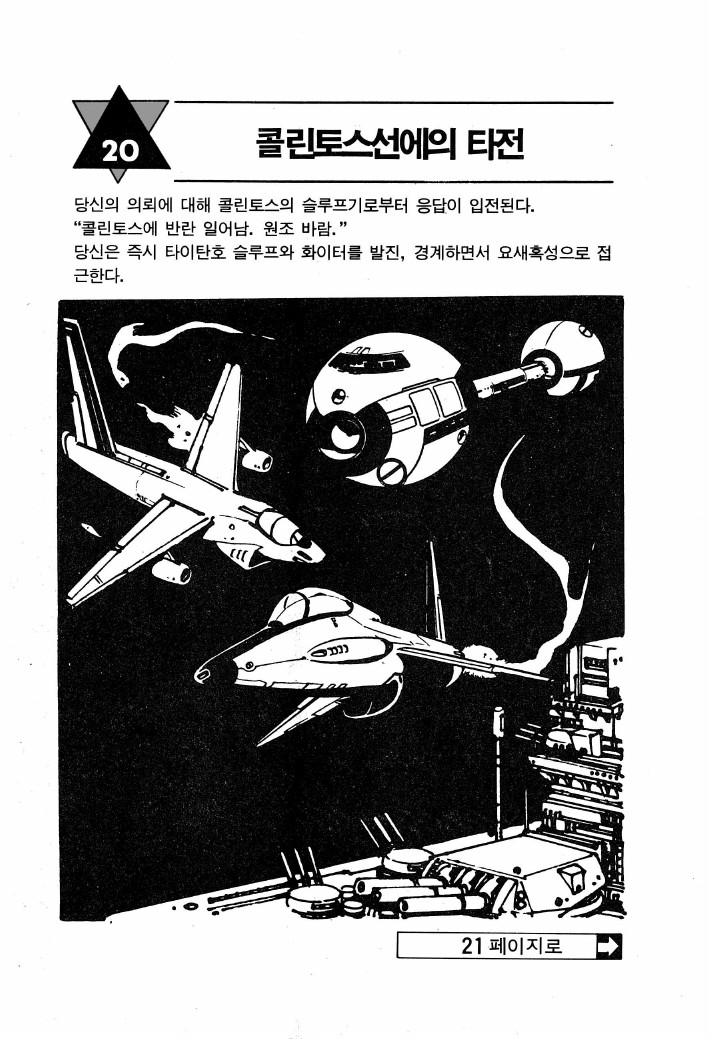 20
콜린토스선에의 타전
당신의 의뢰에 대해 콜린토스의 슬루프기로부터 응답이 입전된다.
“콜린토스에 반란 일어남. 원조 바람.”
당신은 즉시 타이탄호 슬루프와 화이터를 발진, 경계하면서 요새혹성으로 접
근한다.
21 페이지로